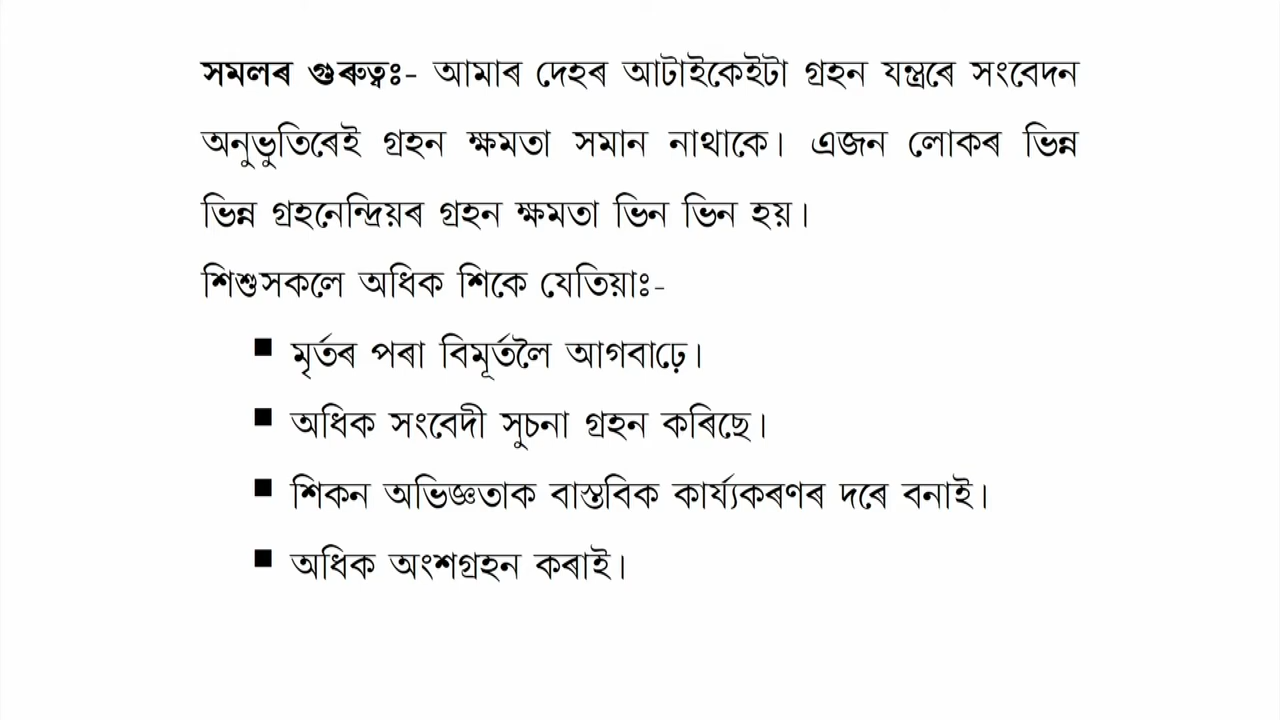 সমলৰ গুৰুত্বঃ- আমাৰ দেহৰ আটাইকেইটা গ্ৰহন যন্ত্ৰৰে সংবেদন
অনুভুতিৰেই গ্ৰহন ক্ষমতা সমান নাথাকে। এজন লোকৰ ভিন্ন
ভিন্ন গ্ৰহনেন্দ্ৰিয়ৰ গ্ৰহন ক্ষমতা ভিন ভিন হয়।
শিশুসকলে অধিক শিকে যেতিয়াঃ-
▪ মৃৰ্তৰ পৰা বিমূৰ্তলৈ আগবাঢ়ে।
▪ অধিক সংবেদী সুচনা গ্ৰহন কৰিছে।
▪ শিকন অভিজ্ঞতাক বাস্তবিক কাৰ্য্যকৰণৰ দৰে বনাই।
▪ অধিক অংশগ্ৰহন কৰাই।